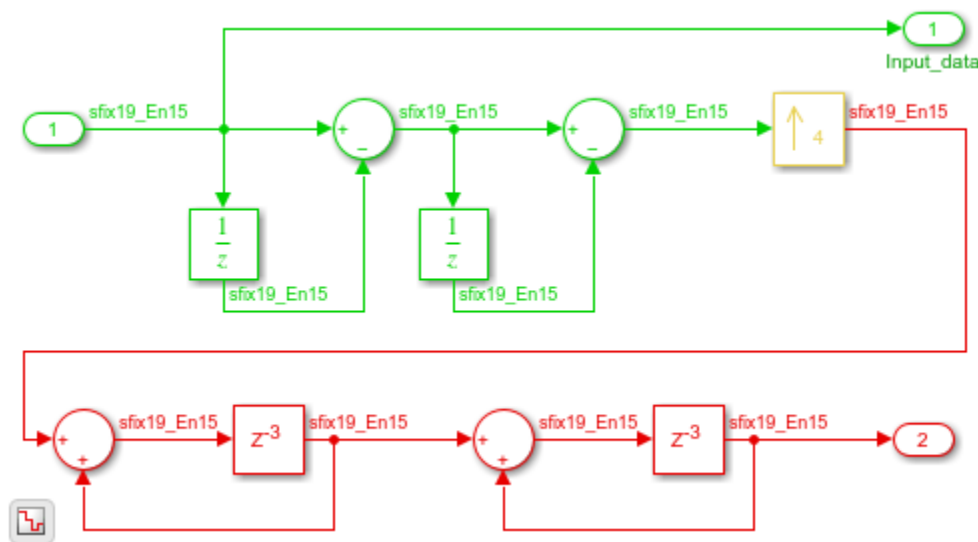 1
Input_data
sfix19_En15
sfix19_En15
sfix19_En15
sfix19_En15
1
+
−
+
−
4
1
z
1
z
sfix19_En15
sfix19_En15
sfix19_En15
sfix19_En15
sfix19_En15
sfix19_En15
+
+
z-3
+
+
z-3
2